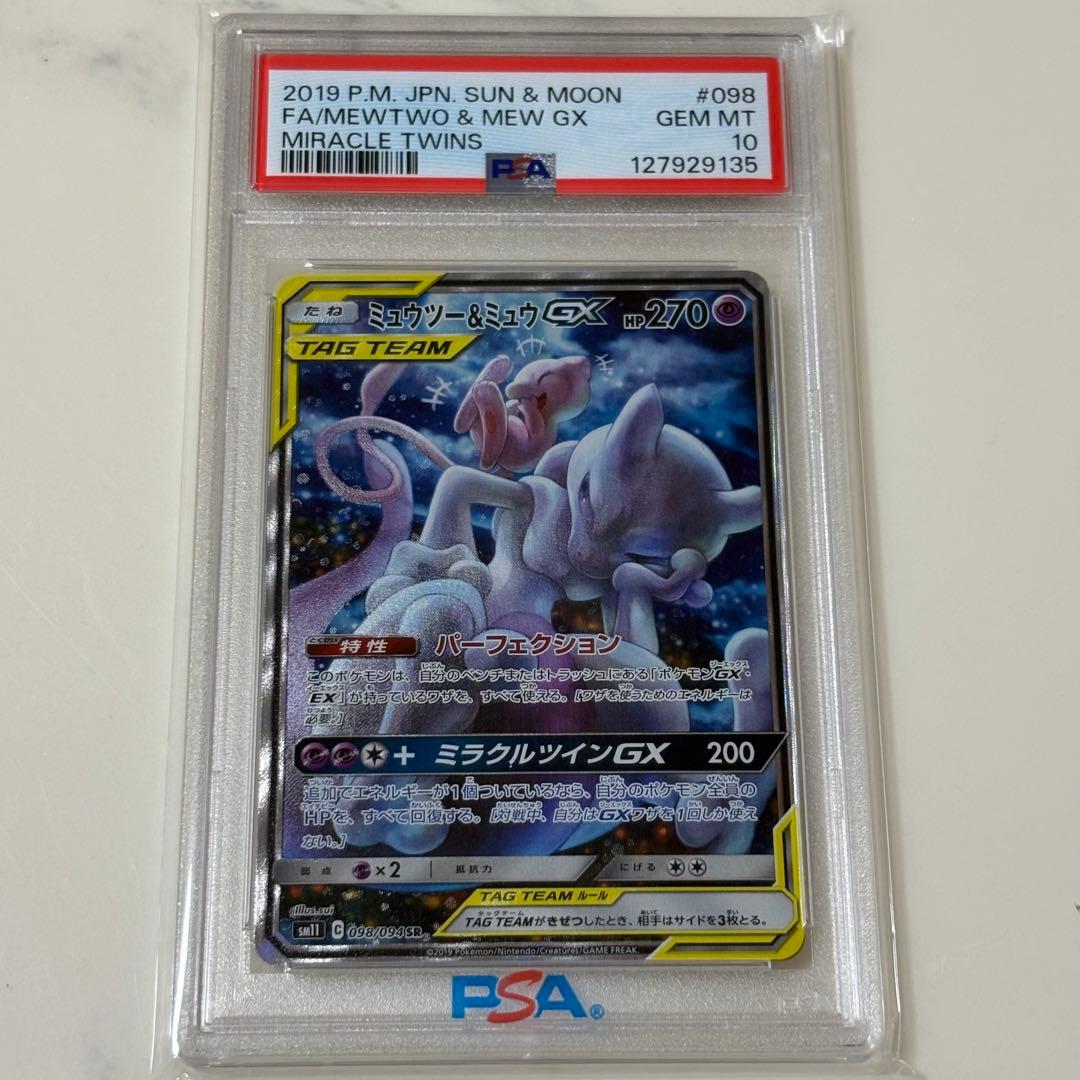 2019 P.M. JPN. SUN & MOON #098
FA/MEWTWO & MEW GX GEM MT
MIRACLE TWINS 10
PSA 127929135
たね ミュウツー&ミュウGX HP270
TAG TEAM
特性 パーフェクション
このポケモンは、自分のベンチまたはトラッシュにある「ポケモンGX・
EX」が持っているワザを、すべて使える。[ワザを使うためのエネルギーは
必要。]
+ ミラクルツインGX 200
追加でエネルギーが1個ついているなら、自分のポケモン全員の
HPを、すべて回復する。[対戦中、自分はGXワザを1回しか使え
ない。]
弱点 ×2 抵抗力 にげる
TAG TEAM ルール
TAG TEAMがきぜつしたとき、相手はサイドを3枚とる。
illus.sui
sm11 C 098/094 SR
©2019 Pokémon/Nintendo/Creatures/GAME FREAK.
PSA®